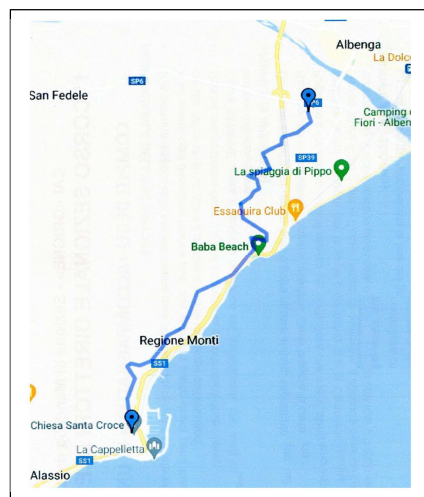 Albenga
La Dolce
SP6
San Fedele
SP6
Camping
Fiori - Alben
SP39
La spiaggia di Pippo
Essaouira Club
Baba Beach
Regione Monti
SS1
Chiesa Santa Croce
La Cappelletta
SS1
Alassio